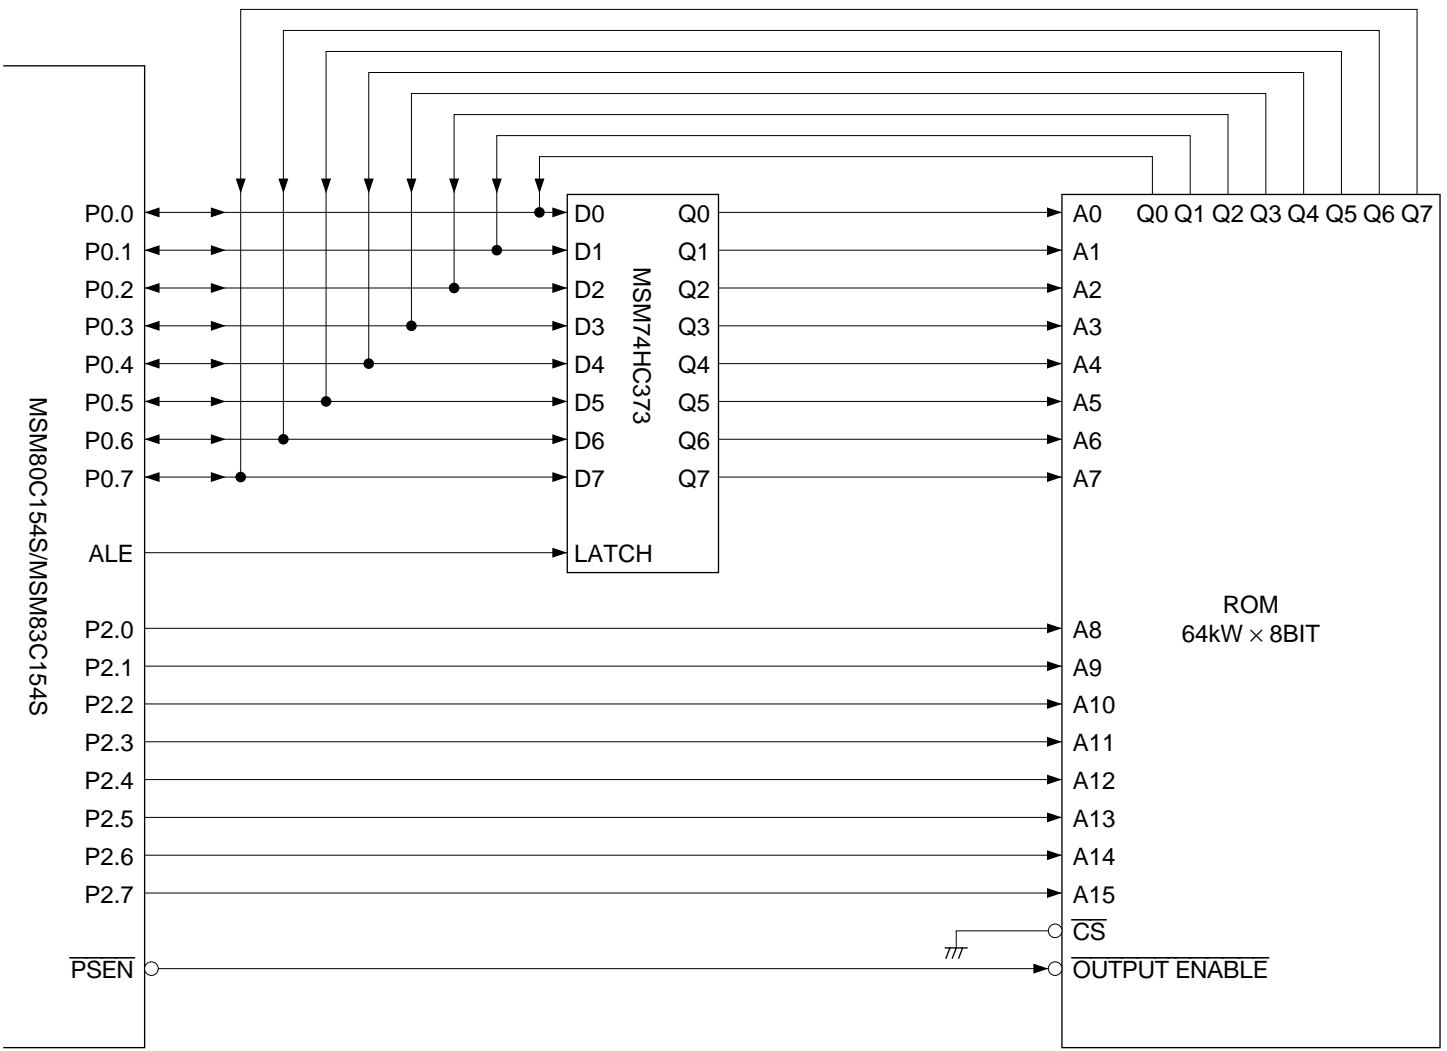 P0.0 D0 Q0 A0 Q0 Q1 Q2 Q3 Q4 Q5 Q6 Q7
P0.1 D1 Q1 A1
P0.2 D2 Q2 A2
P0.3 D3 Q3 A3
P0.4 D4 Q4 A4
P0.5 D5 Q5 A5
P0.6 D6 Q6 A6
P0.7 D7 Q7 A7
MSM74HC373
MSM80C154S/MSM83C154S
ALE LATCH
ROM
64kW × 8BIT
P2.0 A8
P2.1 A9
P2.2 A10
P2.3 A11
P2.4 A12
P2.5 A13
P2.6 A14
P2.7 A15
CS
PSEN OUTPUT ENABLE